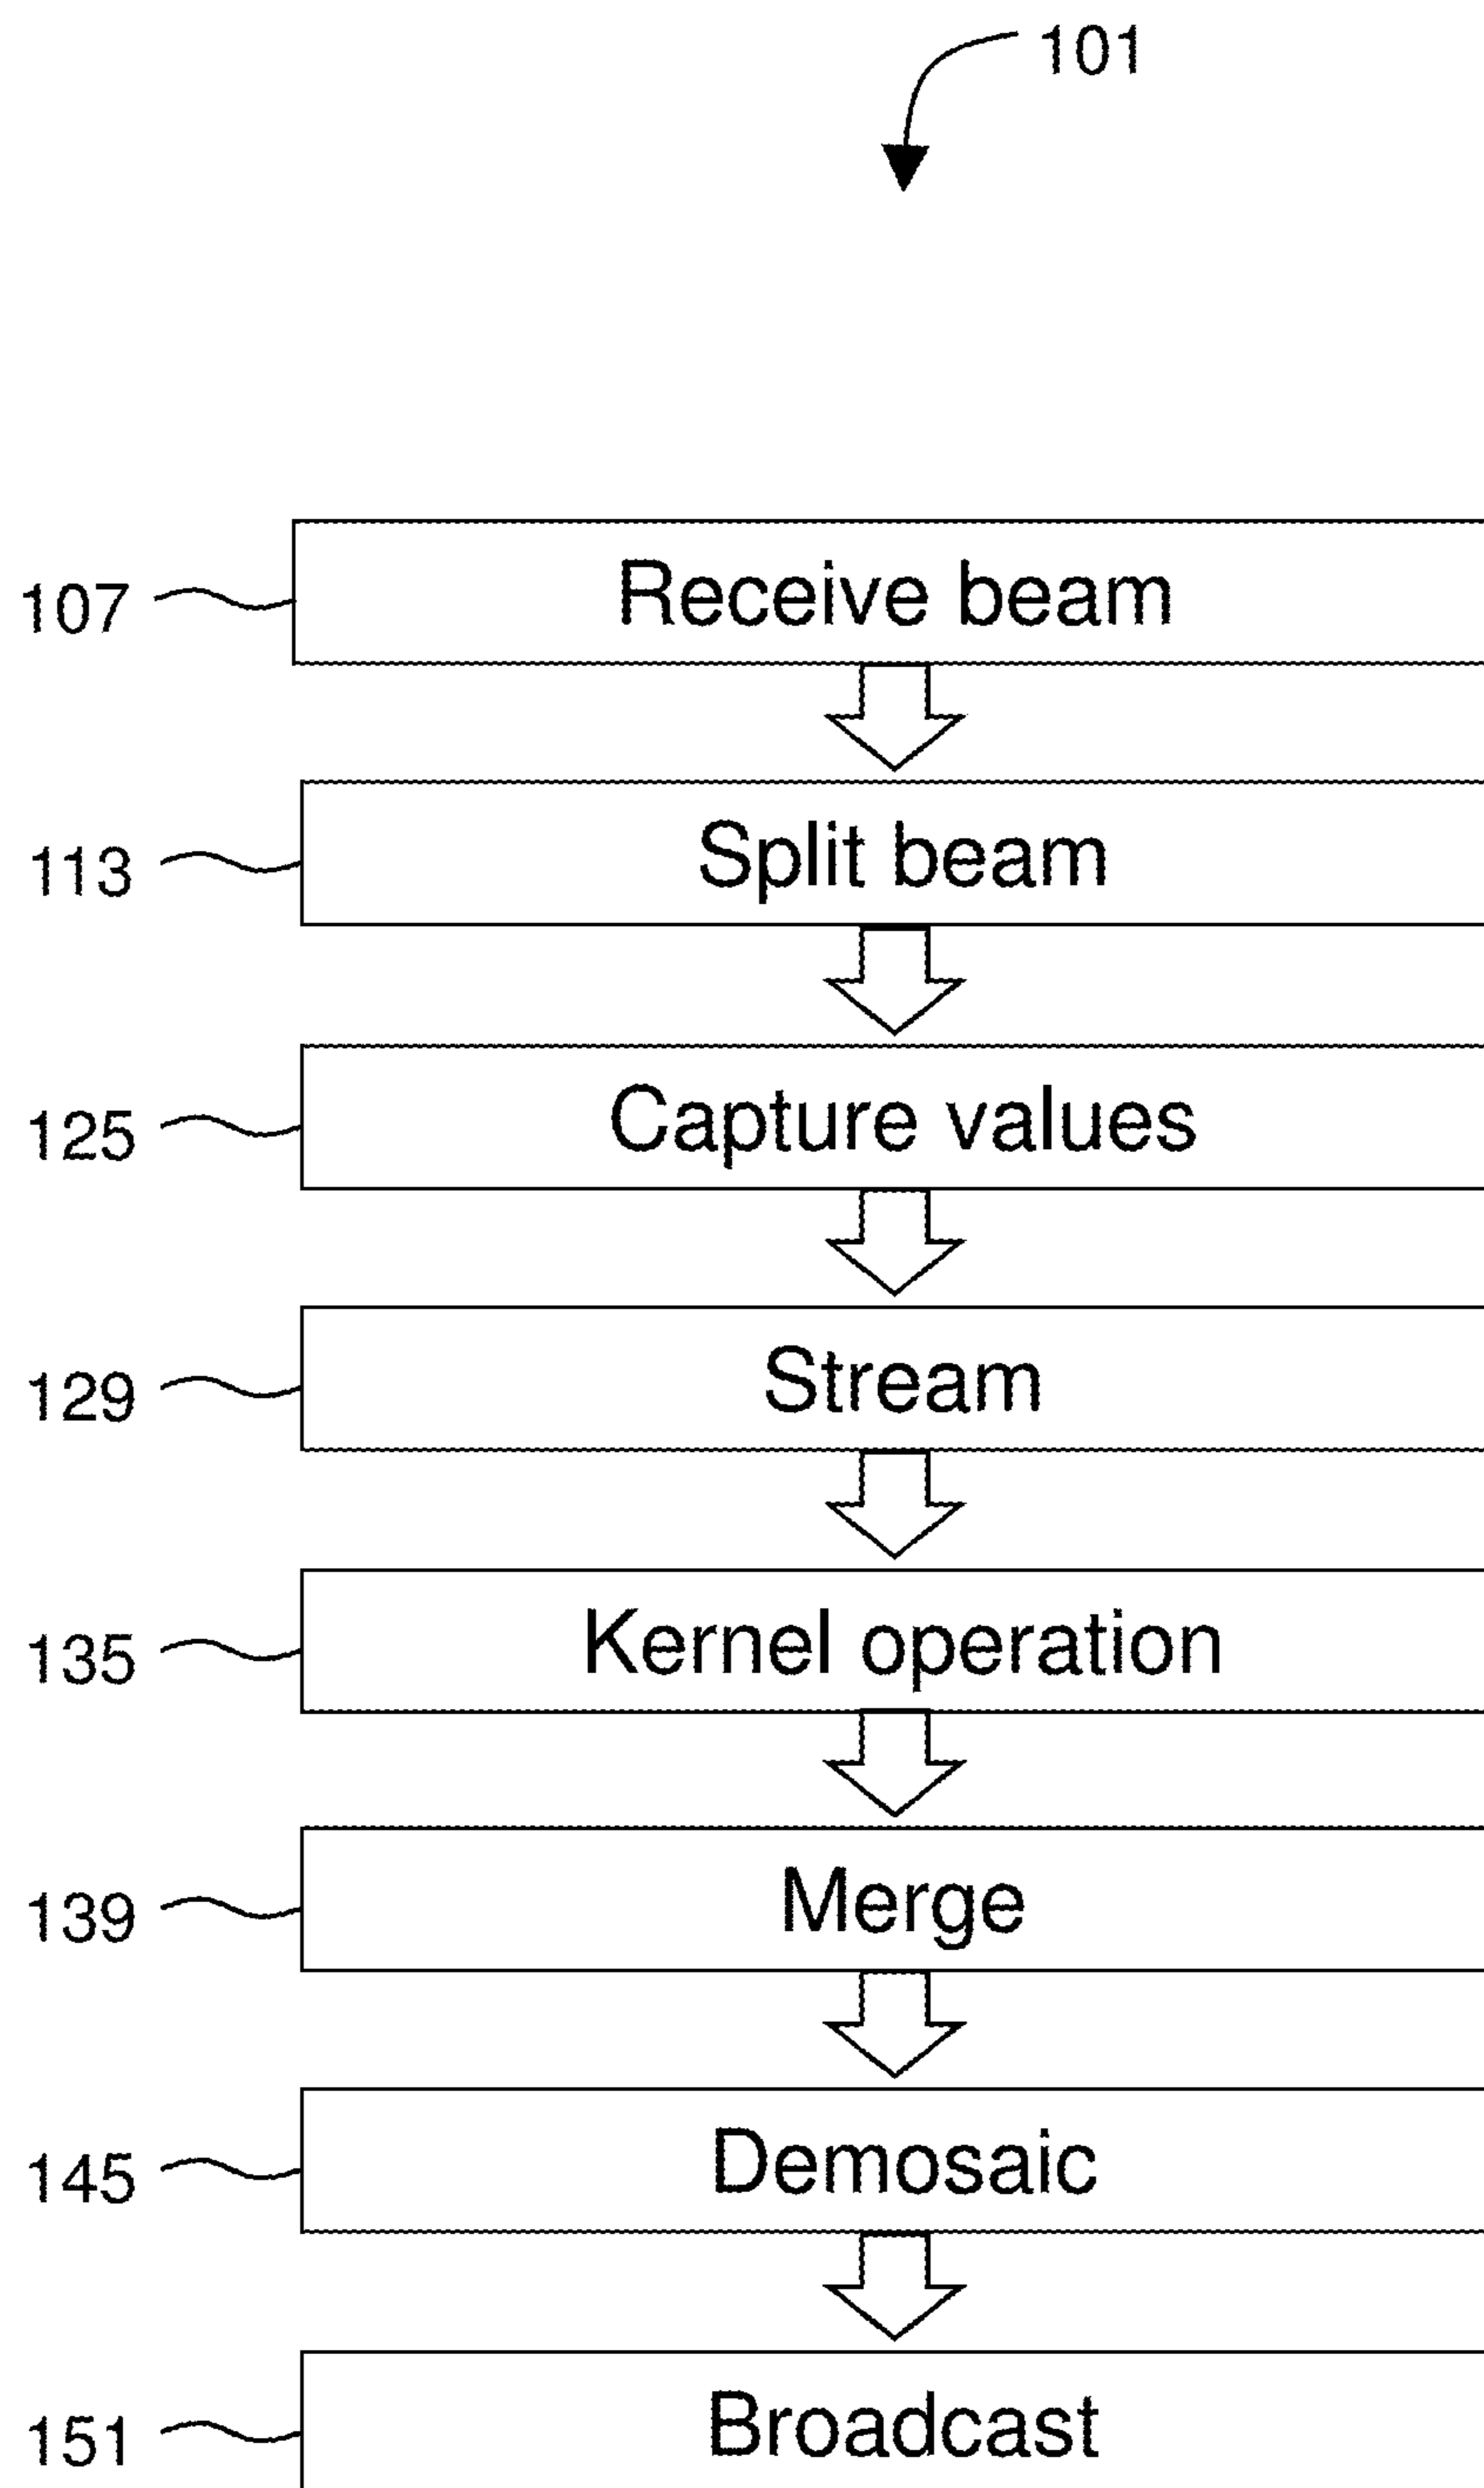 101
107 Receive beam
113 Split beam
125 Capture values
129 Stream
135 Kernel operation
139 Merge
145 Demosaic
151 Broadcast